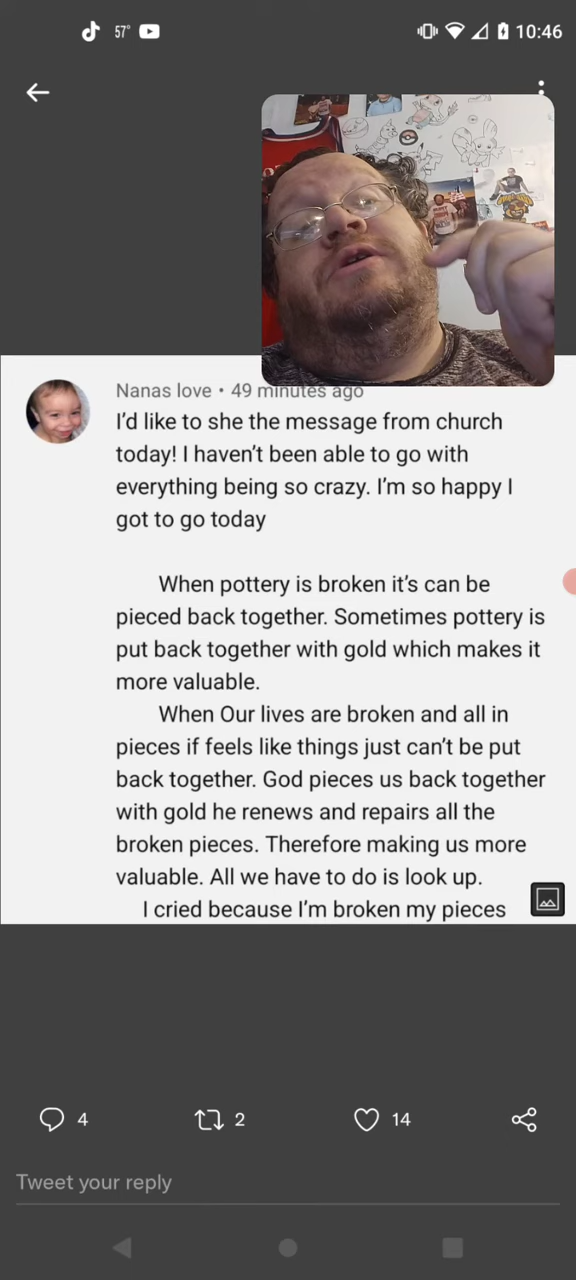 57°
10:46
Nanas love • 49 minutes ago
I'd like to she the message from church
today! I haven't been able to go with
everything being so crazy. I'm so happy I
got to go today
When pottery is broken it's can be
pieced back together. Sometimes pottery is
put back together with gold which makes it
more valuable.
When Our lives are broken and all in
pieces if feels like things just can't be put
back together. God pieces us back together
with gold he renews and repairs all the
broken pieces. Therefore making us more
valuable. All we have to do is look up.
I cried because I'm broken my pieces
4
2
14
Tweet your reply